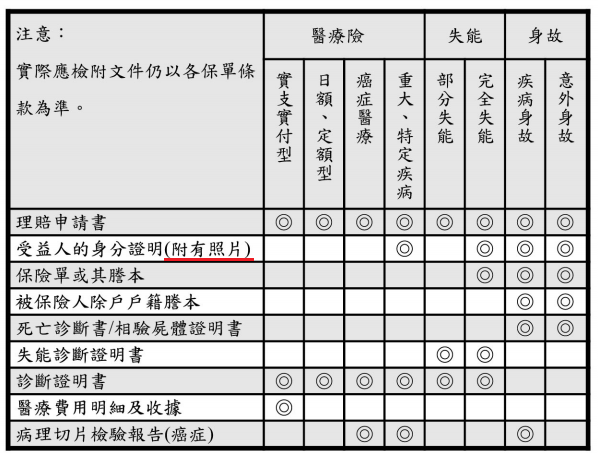 注意：
實際應檢附文件仍以各保單條
款為準。
醫療險 失能 身故
實支實付型 日額、定額型 癌症醫療 重大、特定疾病 部分失能 完全失能 疾病身故 意外身故
理賠申請書 ◎ ◎ ◎ ◎ ◎ ◎ ◎ ◎
受益人的身分證明(附有照片) ◎ ◎ ◎ ◎
保險單或其謄本 ◎ ◎ ◎
被保險人除戶戶籍謄本 ◎ ◎
死亡診斷書/相驗屍體證明書 ◎ ◎
失能診斷證明書 ◎ ◎
診斷證明書 ◎ ◎ ◎ ◎ ◎ ◎
醫療費用明細及收據 ◎
病理切片檢驗報告(癌症) ◎ ◎ ◎